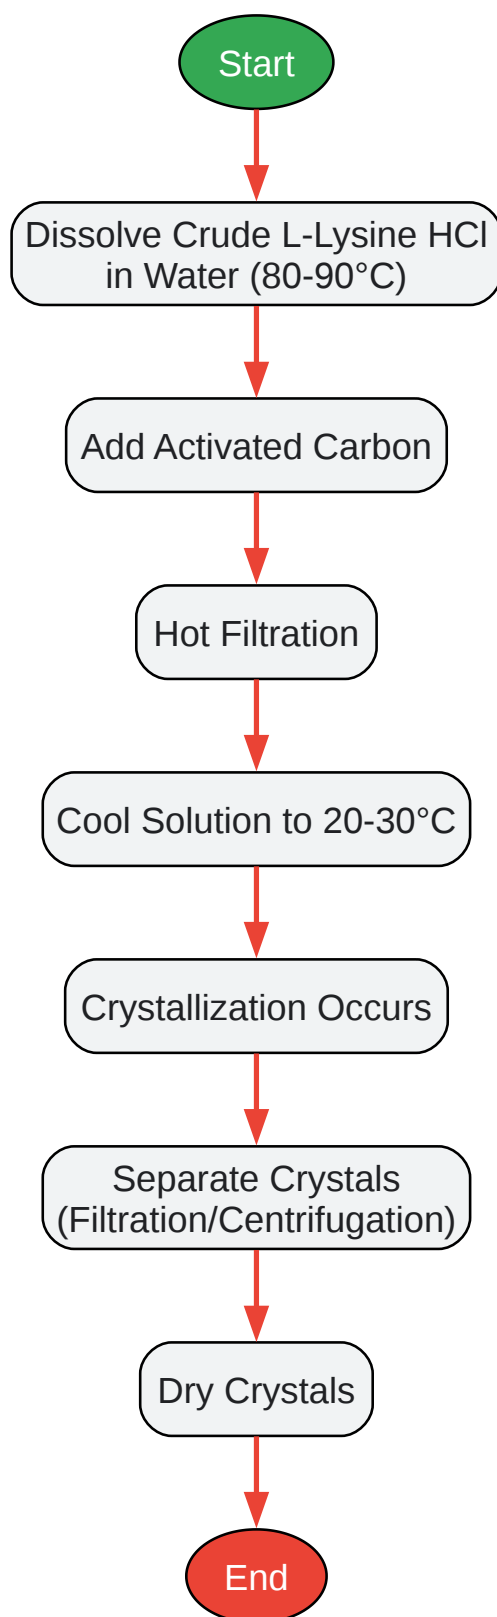 Start
Dissolve Crude L-Lysine HCl
in Water (80-90°C)
Add Activated Carbon
Hot Filtration
Cool Solution to 20-30°C
Crystallization Occurs
Separate Crystals
(Filtration/Centrifugation)
Dry Crystals
End